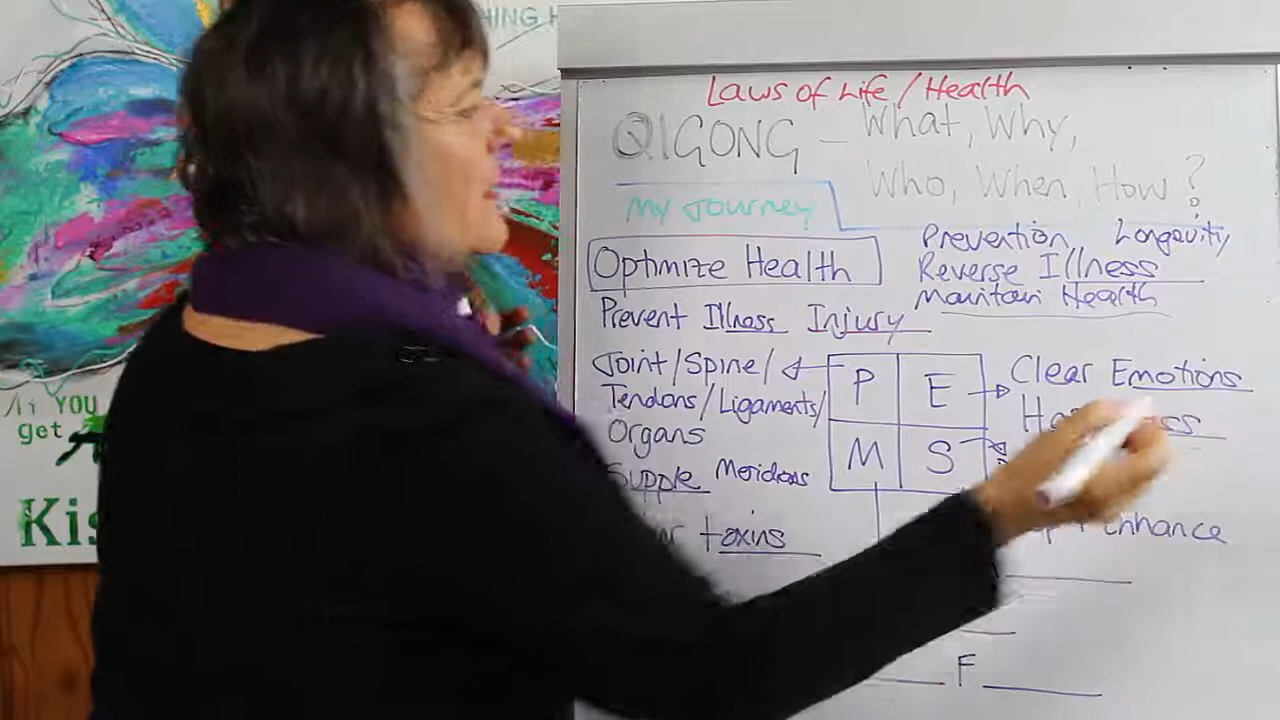 HING H
Laws of Life / Health
QIGONG – What, Why,
Who, When, How ?
My Journey
Optimize Health
Prevention, Longevity
Reverse Illness
Maintain Health
Prevent Illness Injury
Joint/Spine/
Tendons/Ligaments/
Organs
Supple Meridians
toxins
P E
M S
Clear Emotions
Enhance
F
YOU
get
Kis